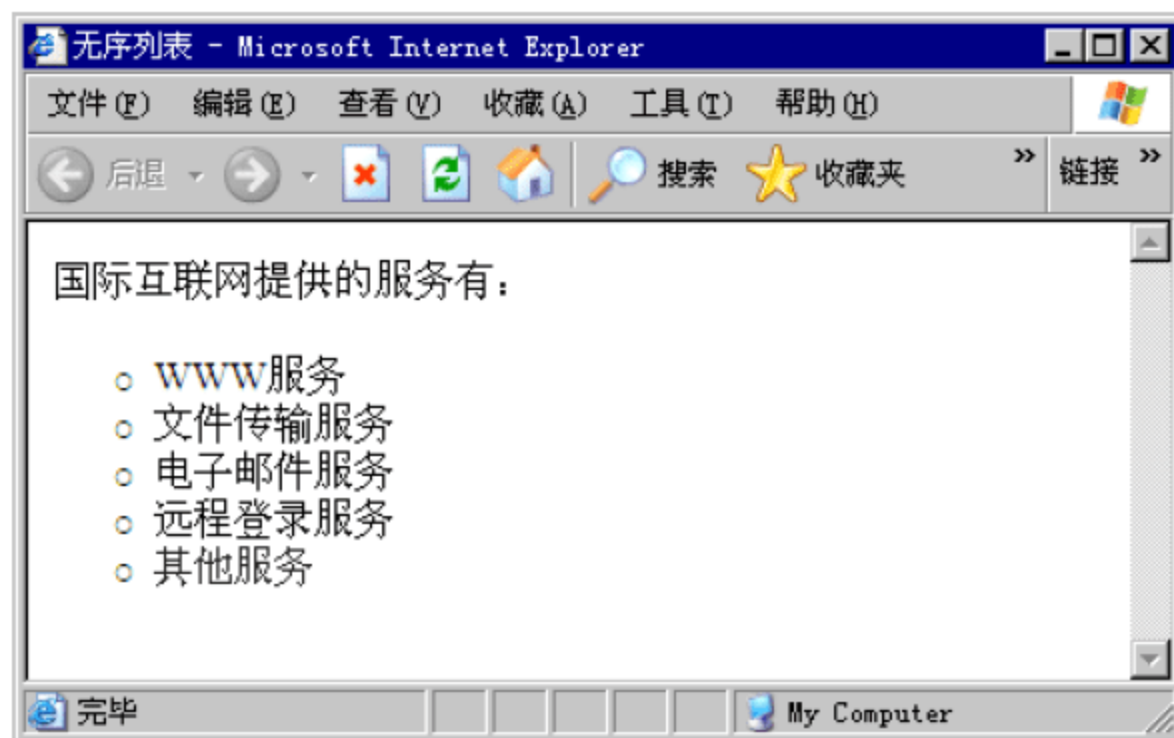 无序列表 - Microsoft Internet Explorer
文件(F) 编辑(E) 查看(V) 收藏(A) 工具(T) 帮助(H)
后退 搜索 收藏夹 » 链接 »
国际互联网提供的服务有：
WWW服务
文件传输服务
电子邮件服务
远程登录服务
其他服务
完毕 My Computer